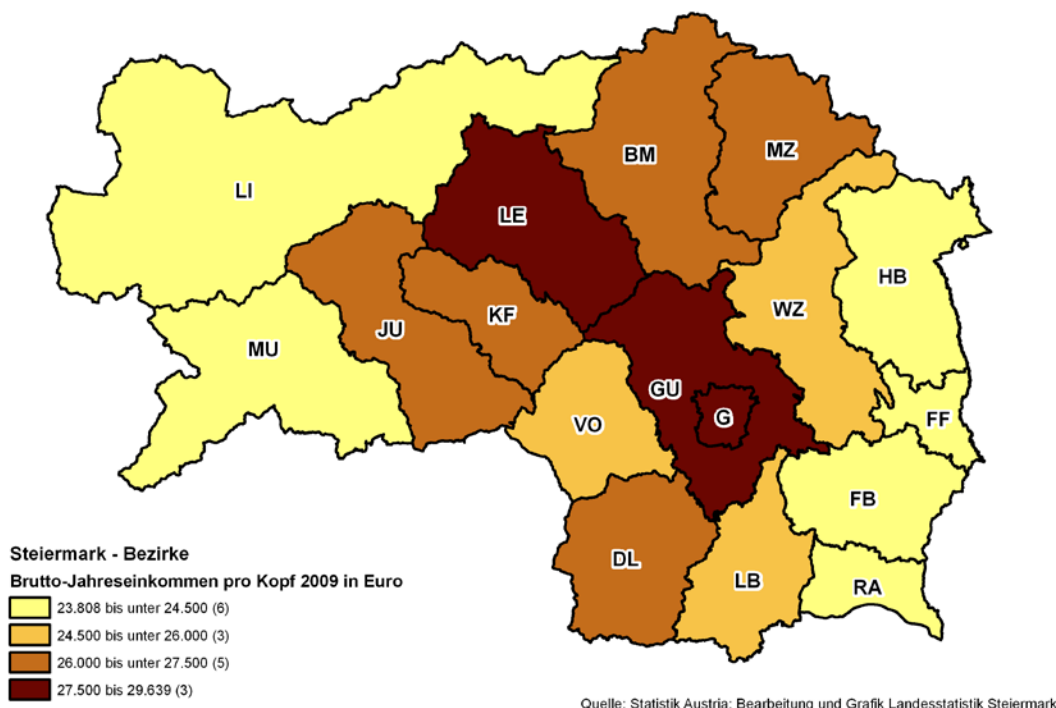 BM
MZ
LI
LE
HB
WZ
KF
JU
MU
GU
G
FF
VO
FB
DL
LB
RA
Steiermark - Bezirke
Brutto-Jahreseinkommen pro Kopf 2009 in Euro
23.808 bis unter 24.500 (6)
24.500 bis unter 26.000 (3)
26.000 bis unter 27.500 (5)
27.500 bis 29.639 (3)
Quelle: Statistik Austria; Bearbeitung und Grafik Landesstatistik Steiermark